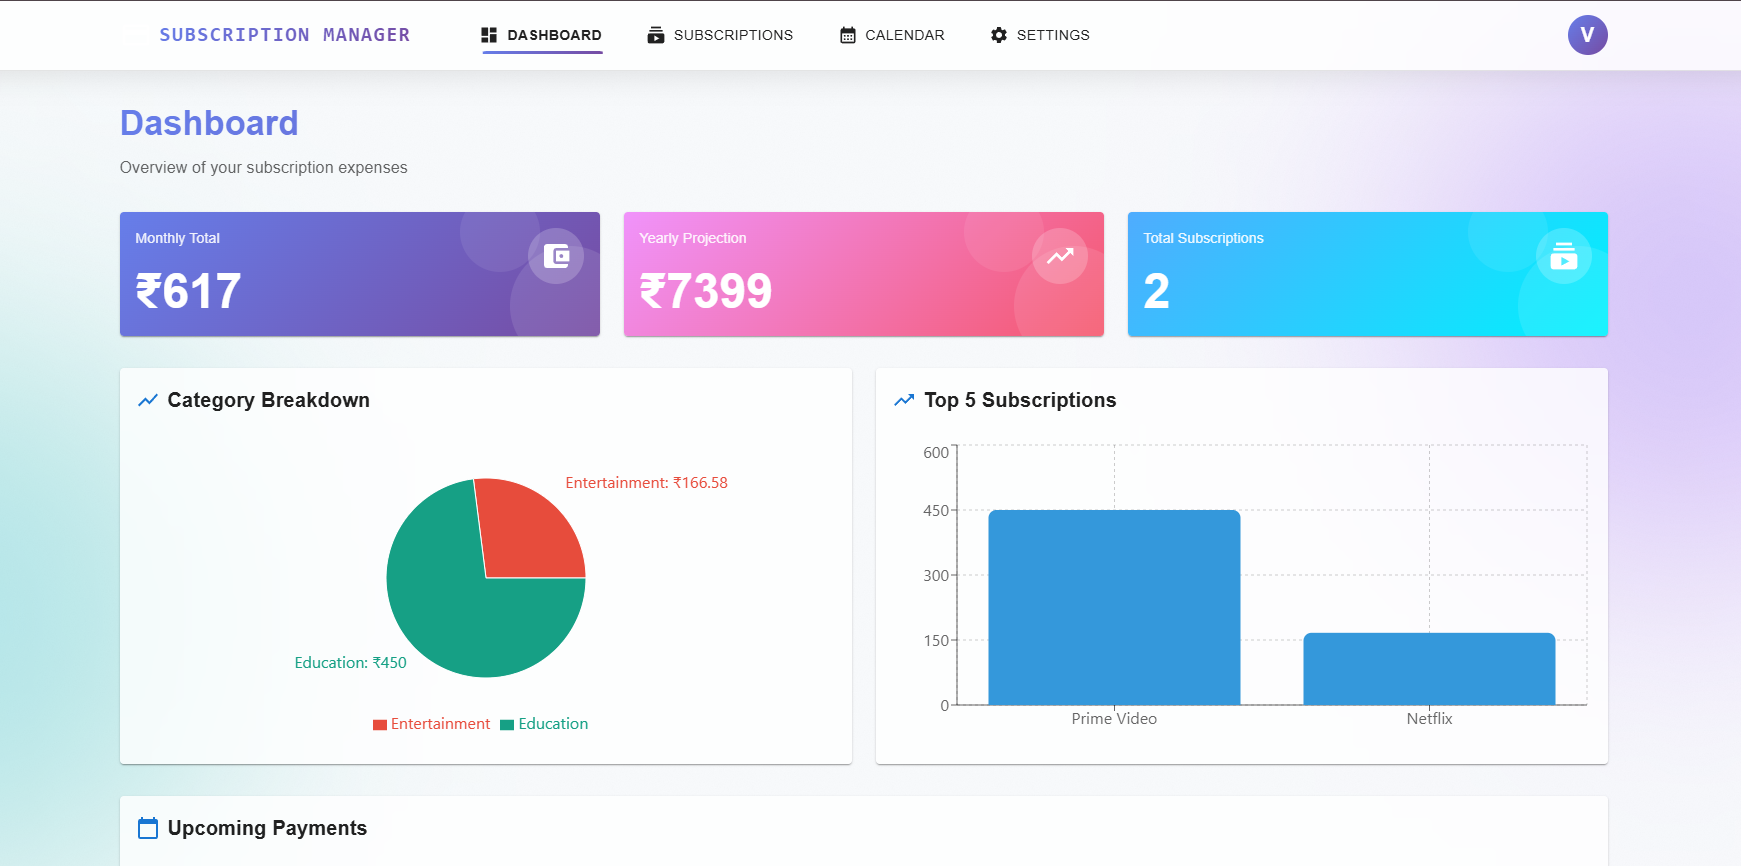 SUBSCRIPTION MANAGER DASHBOARD SUBSCRIPTIONS CALENDAR SETTINGS V
Dashboard
Overview of your subscription expenses
Monthly Total
₹617
Yearly Projection
₹7399
Total Subscriptions
2
Category Breakdown
Entertainment: ₹166.58
Education: ₹450
Entertainment Education
Top 5 Subscriptions
600
450
300
150
0
Prime Video Netflix
Upcoming Payments